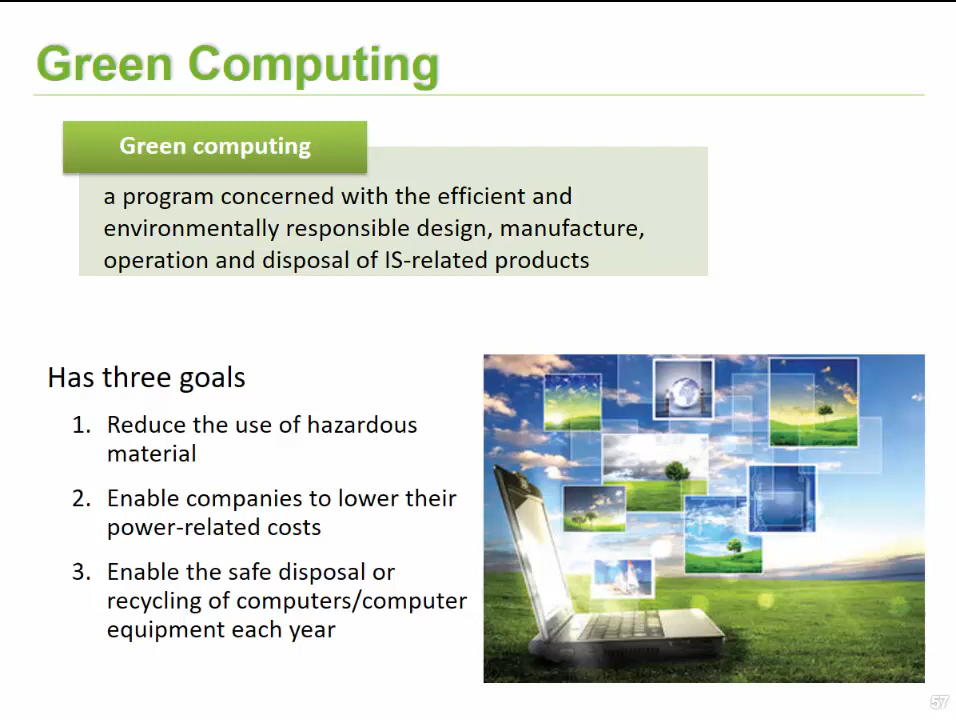 Green Computing
Green computing
a program concerned with the efficient and
environmentally responsible design, manufacture,
operation and disposal of IS-related products
Has three goals
1. Reduce the use of hazardous
material
2. Enable companies to lower their
power-related costs
3. Enable the safe disposal or
recycling of computers/computer
equipment each year
57